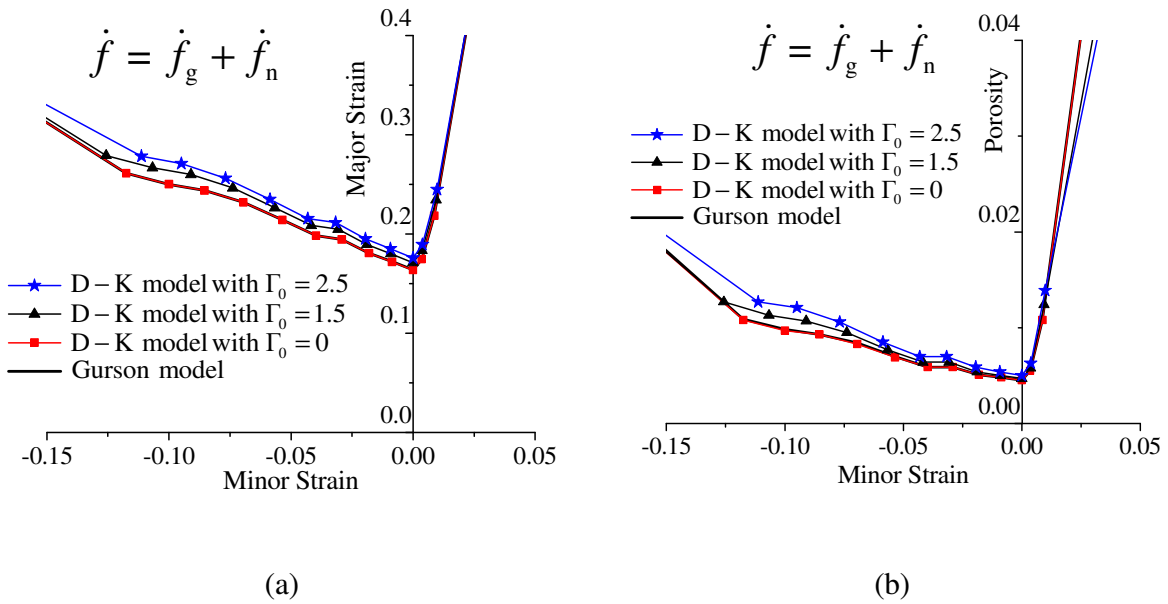 ḟ = ḟg + ḟn
0.4
0.3
0.2
0.1
0.0
Major Strain
D – K model with Γ0 = 2.5
D – K model with Γ0 = 1.5
D – K model with Γ0 = 0
Gurson model
-0.15 -0.10 -0.05 0.00 0.05
Minor Strain
(a)
ḟ = ḟg + ḟn
0.04
0.02
0.00
Porosity
D – K model with Γ0 = 2.5
D – K model with Γ0 = 1.5
D – K model with Γ0 = 0
Gurson model
-0.15 -0.10 -0.05 0.00 0.05
Minor Strain
(b)